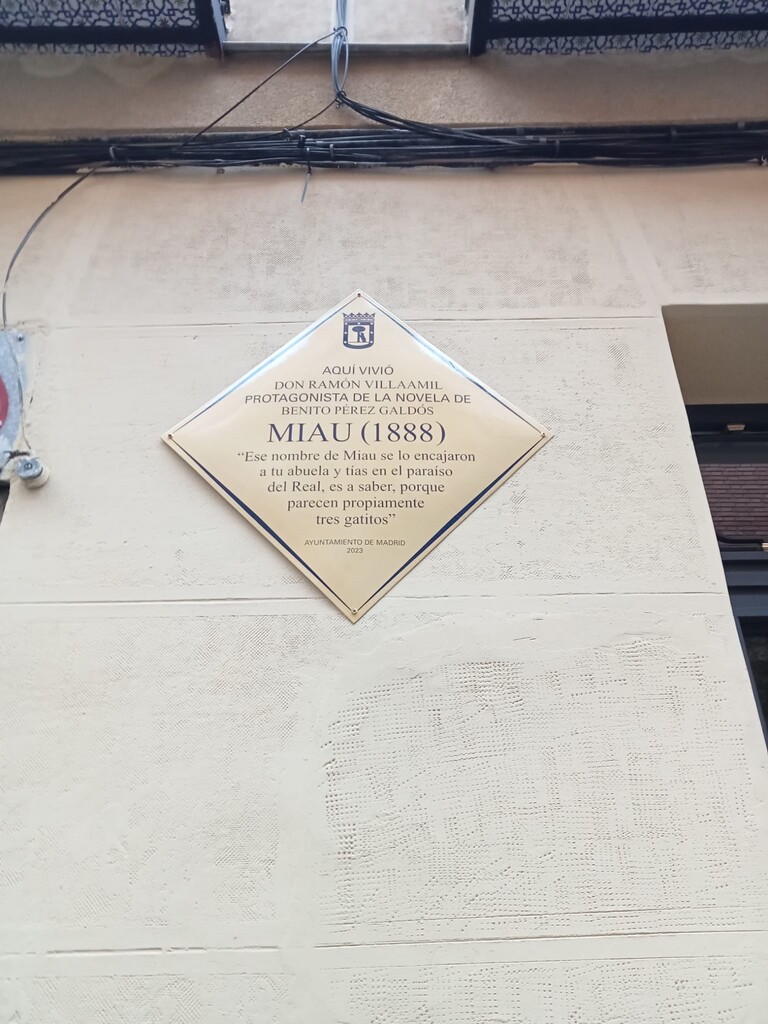 AQUÍ VIVIÓ
DON RAMÓN VILLAAMIL
PROTAGONISTA DE LA NOVELA DE
BENITO PÉREZ GALDÓS
MIAU (1888)
“Ese nombre de Miau se lo encajaron
a tu abuela y tías en el paraíso
del Real, es a saber, porque
parecen propiamente
tres gatitos”
AYUNTAMIENTO DE MADRID
2023